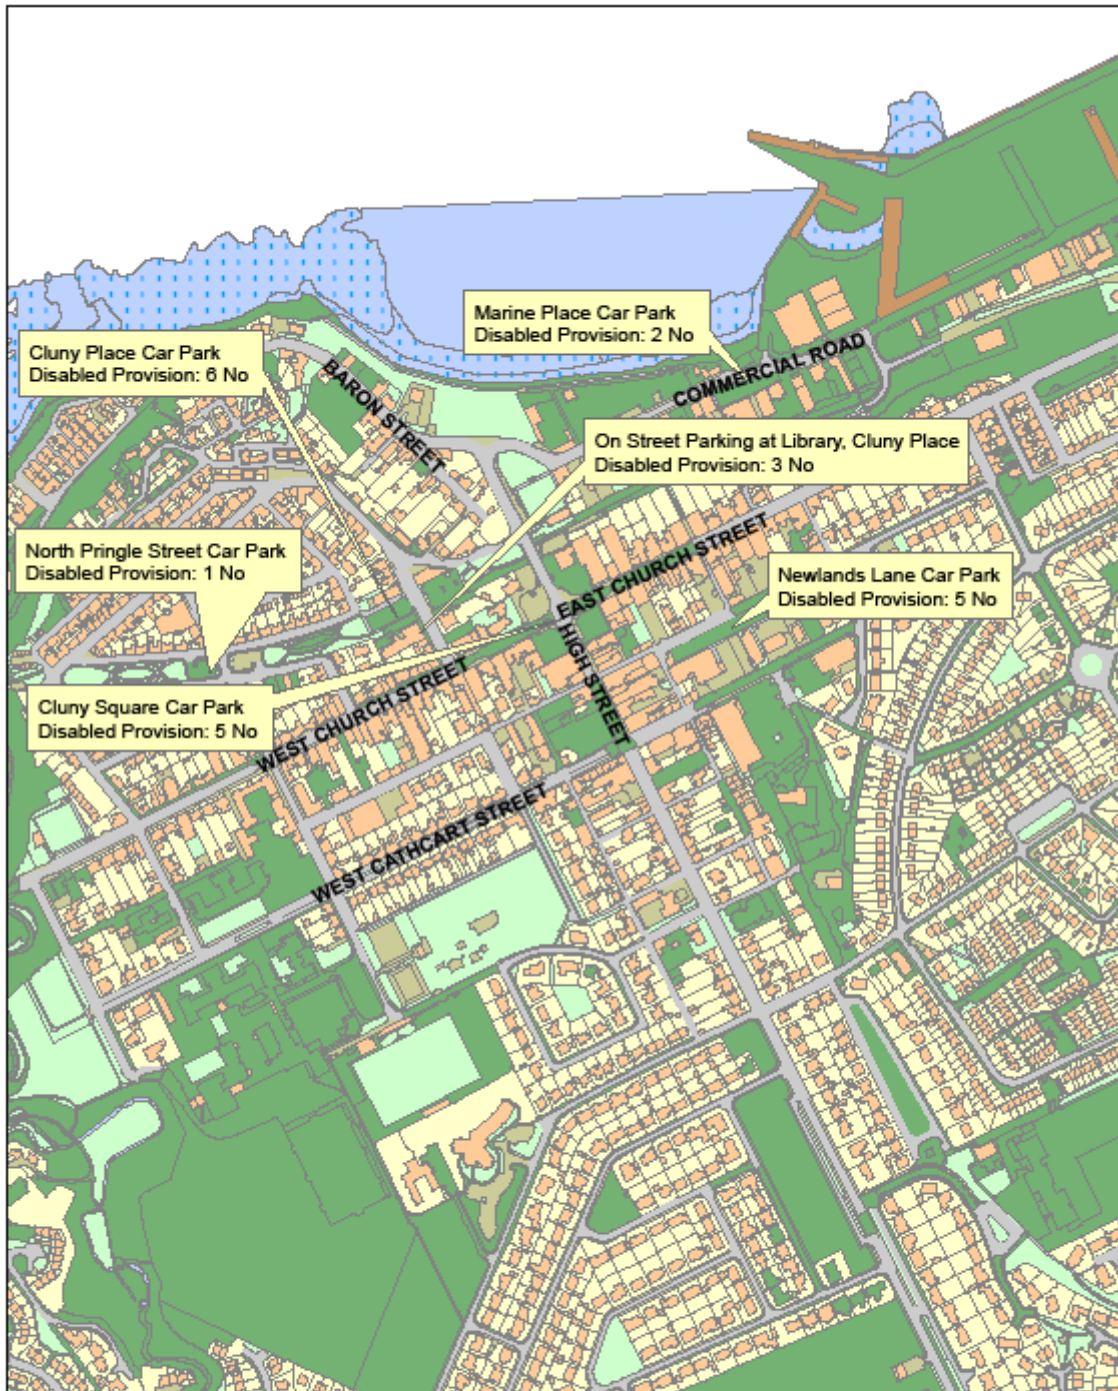 Marine Place Car Park
Disabled Provision: 2 No
Cluny Place Car Park
Disabled Provision: 6 No
BARON STREET
COMMERCIAL ROAD
On Street Parking at Library, Cluny Place
Disabled Provision: 3 No
North Pringle Street Car Park
Disabled Provision: 1 No
EAST CHURCH STREET
Newlands Lane Car Park
Disabled Provision: 5 No
HIGH STREET
Cluny Square Car Park
Disabled Provision: 5 No
WEST CHURCH STREET
WEST CATHCART STREET